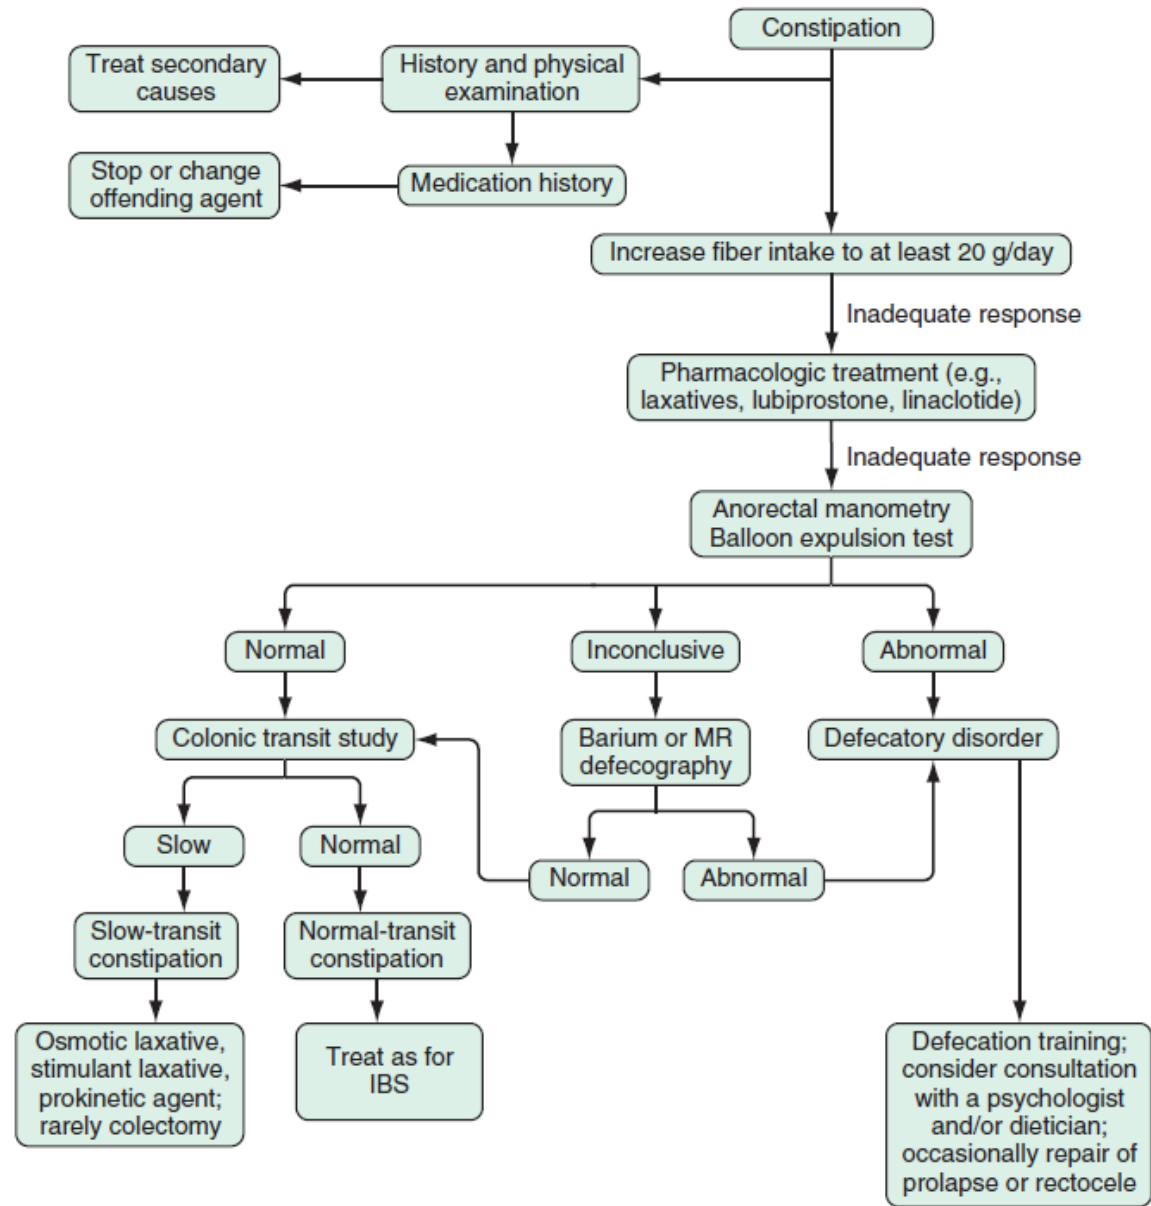 Constipation
Treat secondary
causes
History and physical
examination
Stop or change
offending agent
Medication history
Increase fiber intake to at least 20 g/day
Inadequate response
Pharmacologic treatment (e.g.,
laxatives, lubiprostone, linaclotide)
Inadequate response
Anorectal manometry
Balloon expulsion test
Normal
Inconclusive
Abnormal
Colonic transit study
Barium or MR
defecography
Defecatory disorder
Slow
Normal
Normal
Abnormal
Slow-transit
constipation
Normal-transit
constipation
Osmotic laxative,
stimulant laxative,
prokinetic agent;
rarely colectomy
Treat as for
IBS
Defecation training;
consider consultation
with a psychologist
and/or dietician;
occasionally repair of
prolapse or rectocele